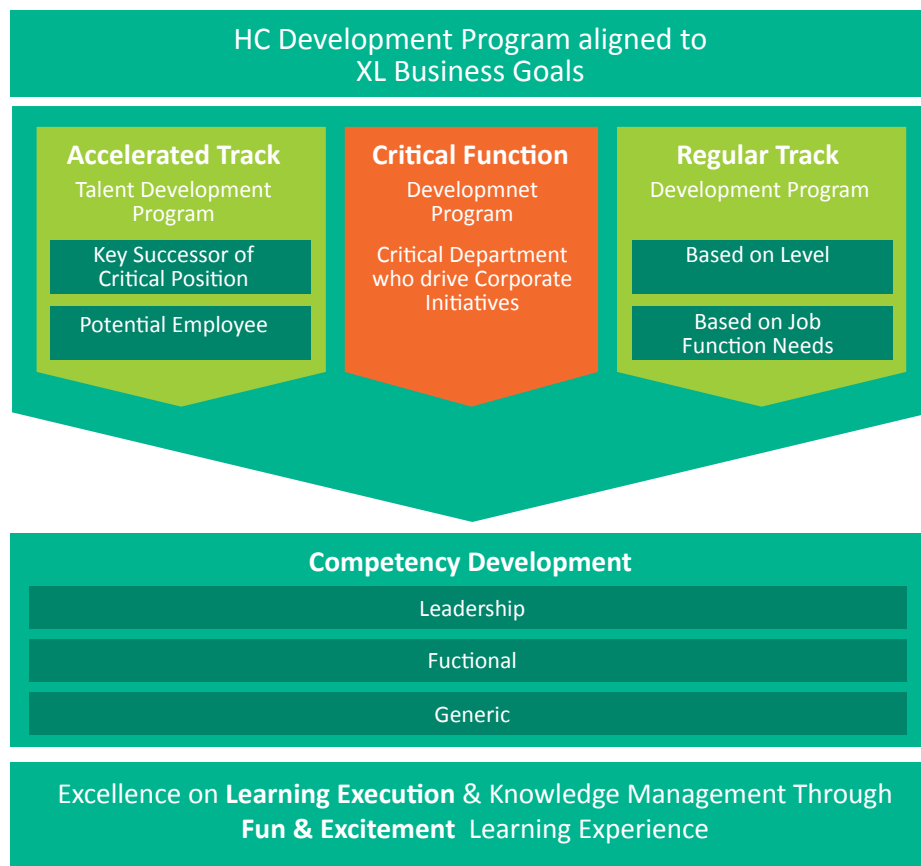 HC Development Program aligned to
XL Business Goals
Accelerated Track
Talent Development
Program
Key Successor of
Critical Position
Potential Employee
Critical Function
Developmnet
Program
Critical Department
who drive Corporate
Initiatives
Regular Track
Development Program
Based on Level
Based on Job
Function Needs
Competency Development
Leadership
Fuctional
Generic
Excellence on Learning Execution & Knowledge Management Through
Fun & Excitement Learning Experience